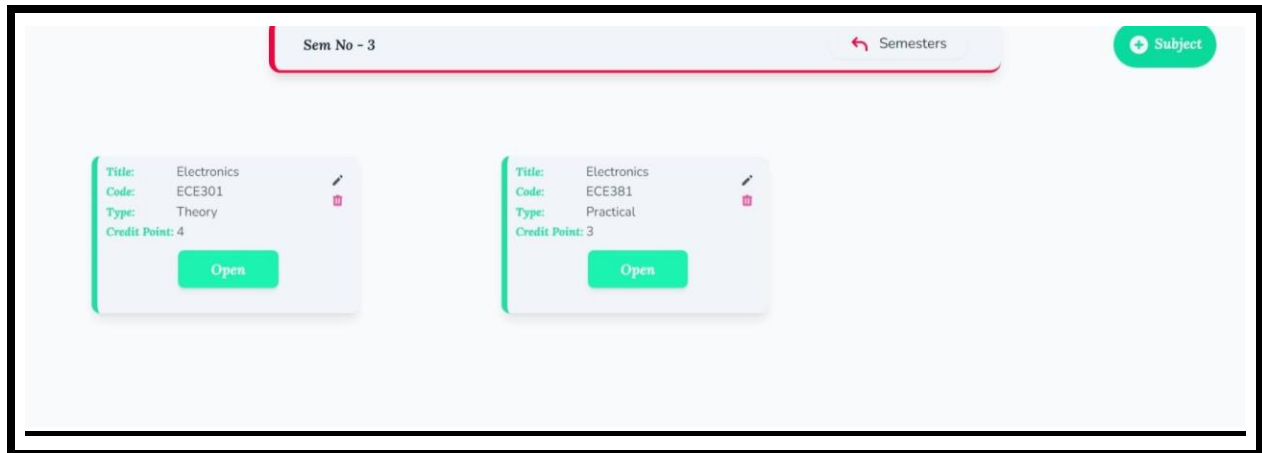 Sem No - 3
Semesters
Subject
Title: Electronics
Code: ECE301
Type: Theory
Credit Point: 4
Open
Title: Electronics
Code: ECE381
Type: Practical
Credit Point: 3
Open